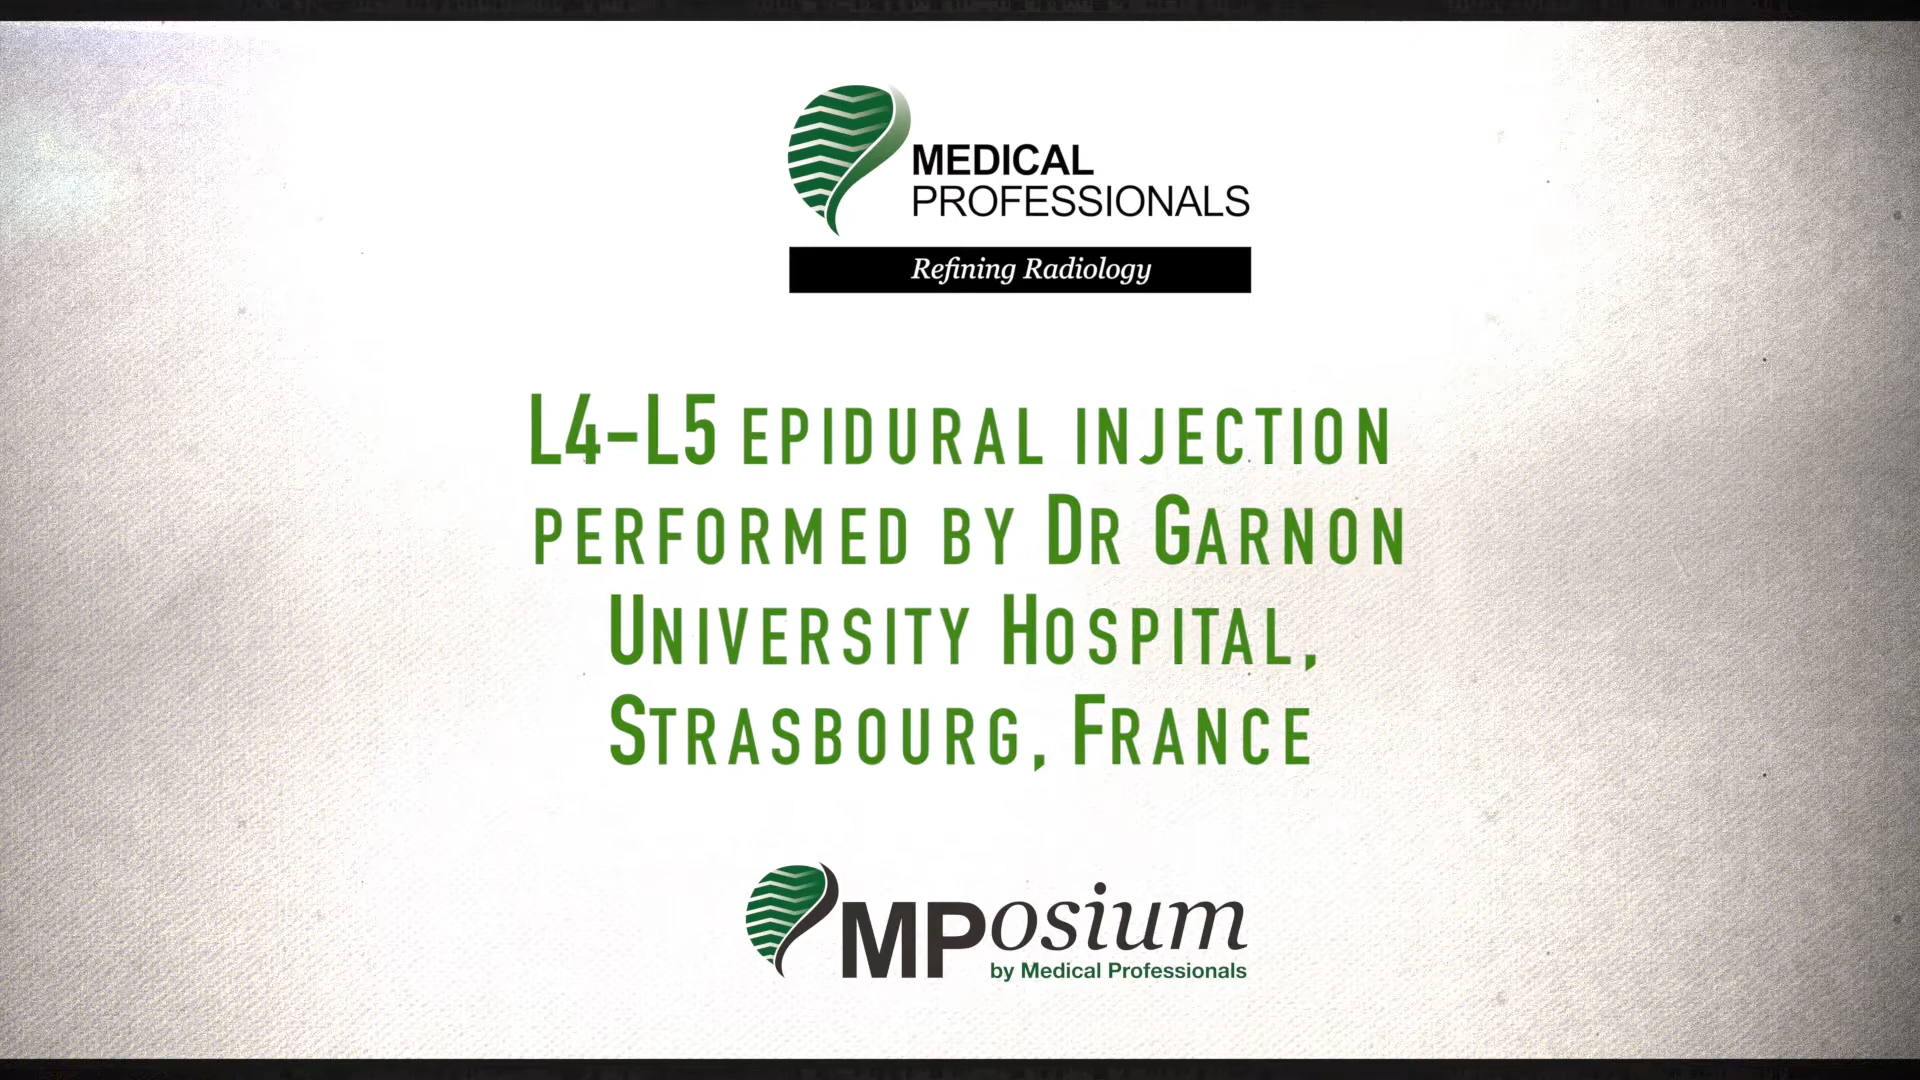 MEDICAL
PROFESSIONALS
Refining Radiology
L4-L5 EPIDURAL INJECTION
PERFORMED BY DR GARNON
UNIVERSITY HOSPITAL,
STRASBOURG, FRANCE
MPosium
by Medical Professionals